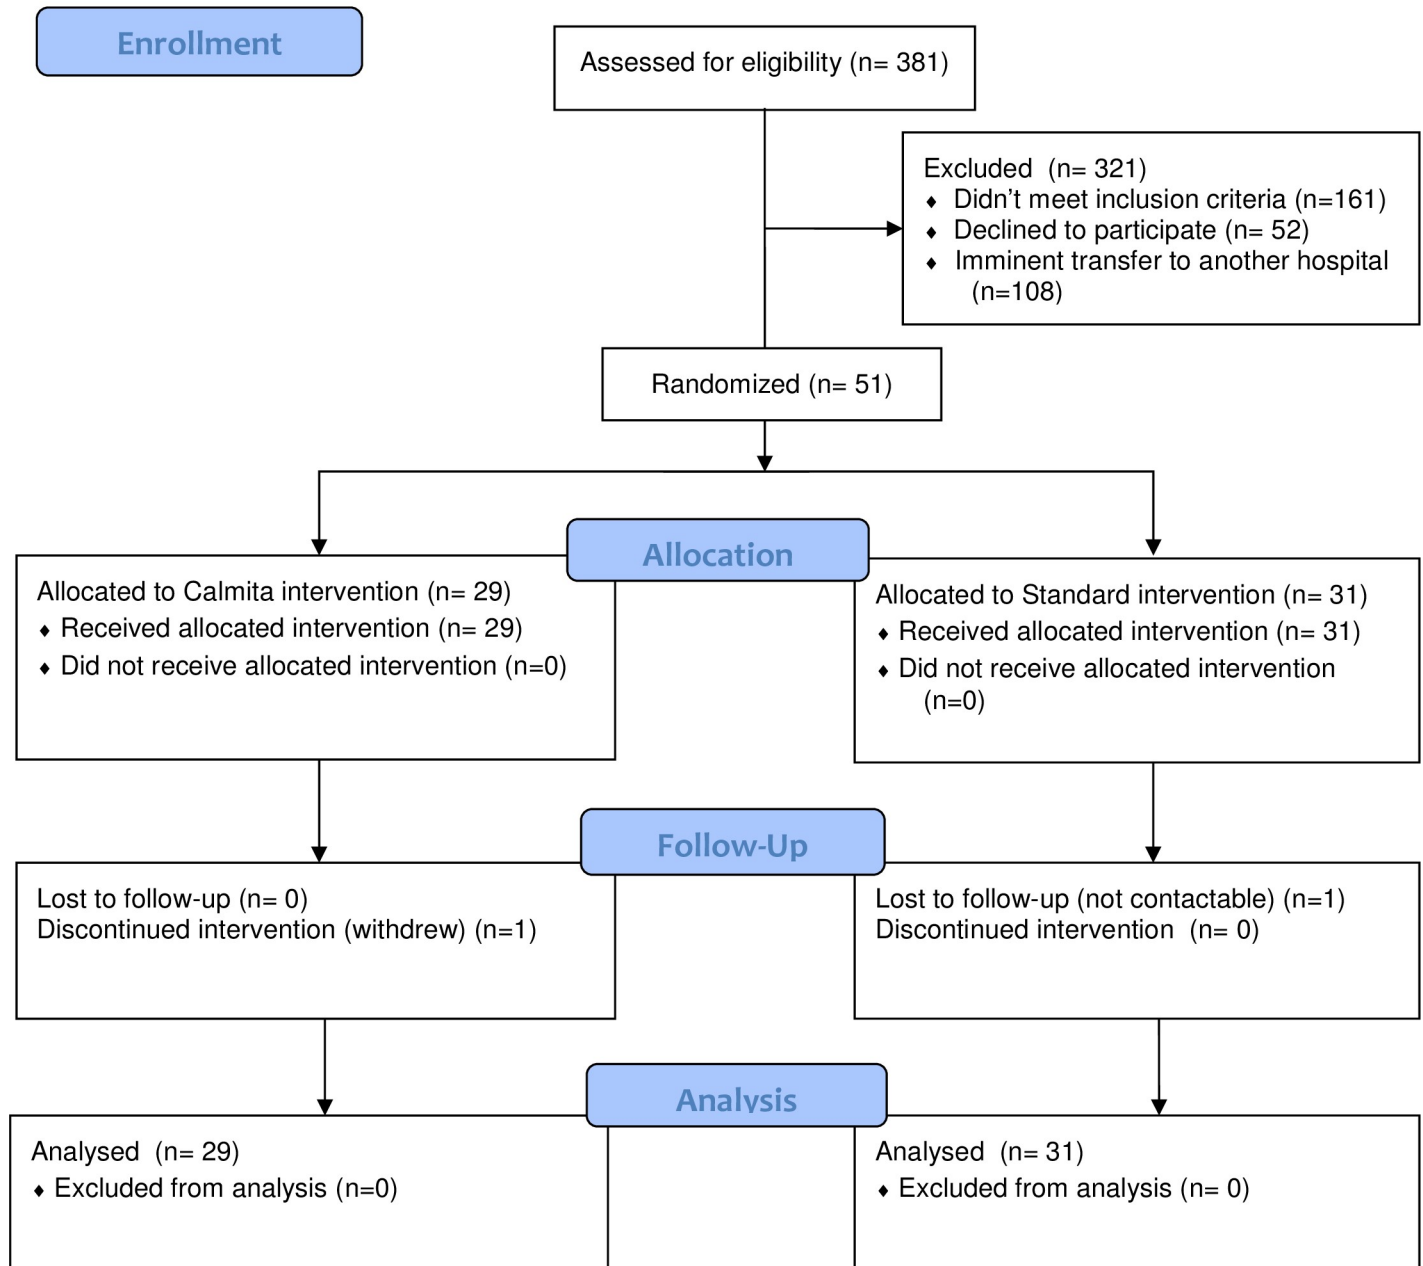 Enrollment
Assessed for eligibility (n= 381)
Excluded (n= 321)
♦ Didn't meet inclusion criteria (n=161)
♦ Declined to participate (n= 52)
♦ Imminent transfer to another hospital
(n=108)
Randomized (n= 51)
Allocation
Allocated to Calmita intervention (n= 29)
♦ Received allocated intervention (n= 29)
♦ Did not receive allocated intervention (n=0)
Allocated to Standard intervention (n= 31)
♦ Received allocated intervention (n= 31)
♦ Did not receive allocated intervention
(n=0)
Follow-Up
Lost to follow-up (n= 0)
Discontinued intervention (withdrew) (n=1)
Lost to follow-up (not contactable) (n=1)
Discontinued intervention (n= 0)
Analysis
Analysed (n= 29)
♦ Excluded from analysis (n=0)
Analysed (n= 31)
♦ Excluded from analysis (n= 0)